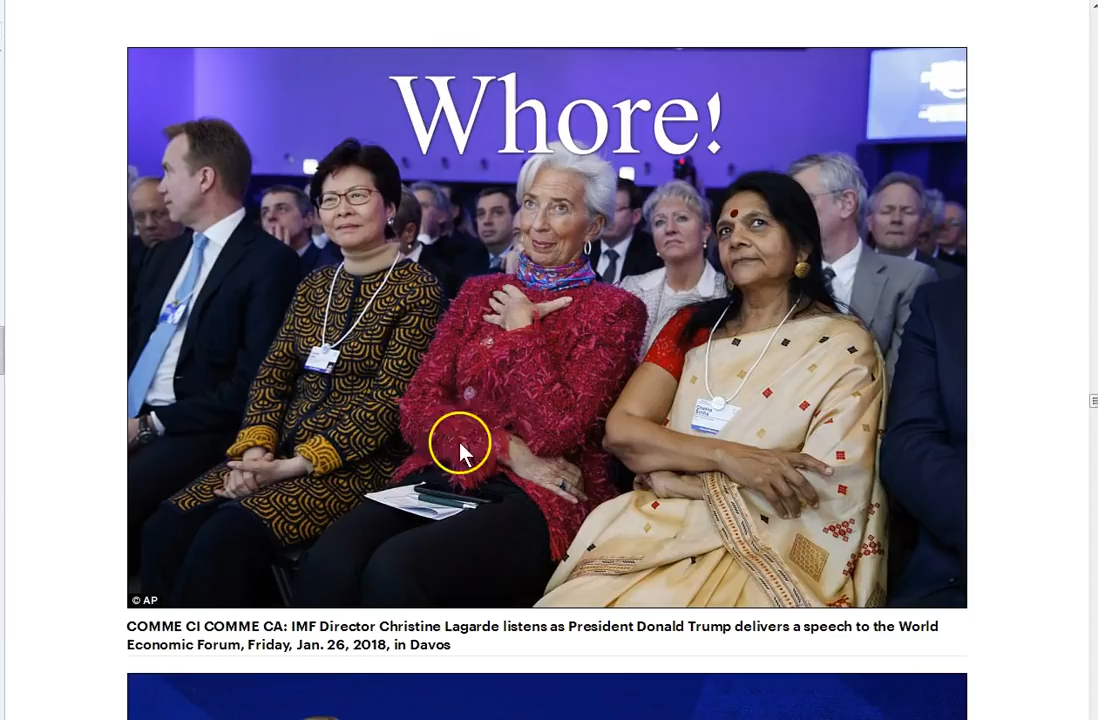 Whore!
© AP
COMME CI COMME CA: IMF Director Christine Lagarde listens as President Donald Trump delivers a speech to the World
Economic Forum, Friday, Jan. 26, 2018, in Davos